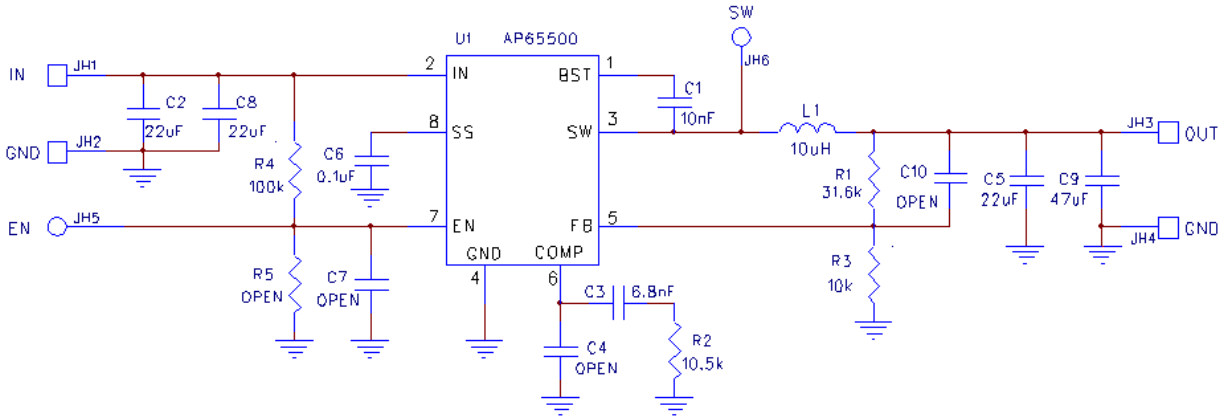 SW
U1 AP65500
JH6
IN JH1 2 IN BST 1
C2 C8 C1
22uF 22uF 10nF
8 SS SW 3 L1
10uH
JH3 OUT
GND JH2
R4 C6
100k 0.1uF
R1 C10 C5 C9
31.6k OPEN 22uF 47uF
EN JH5 7 EN FB 5
JH4 GND
GND COMP
4 6
R5 C7
OPEN OPEN
R3
10k
C3 6.8nF
C4 R2
OPEN 10.5k